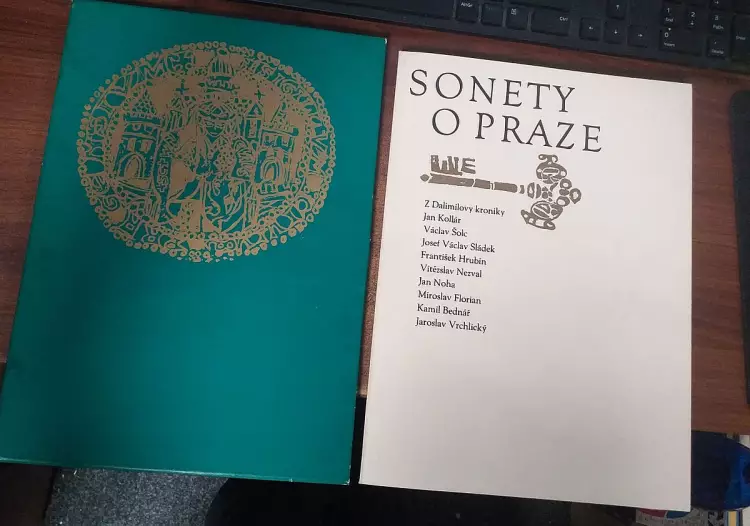 SONETY
O PRAZE
Z Dalimilovy kroniky
Jan Kollár
Václav Šolc
Josef Václav Sládek
František Hrubín
Vítězslav Nezval
Jan Noha
Miroslav Florian
Kamil Bednář
Jaroslav Vrchlický